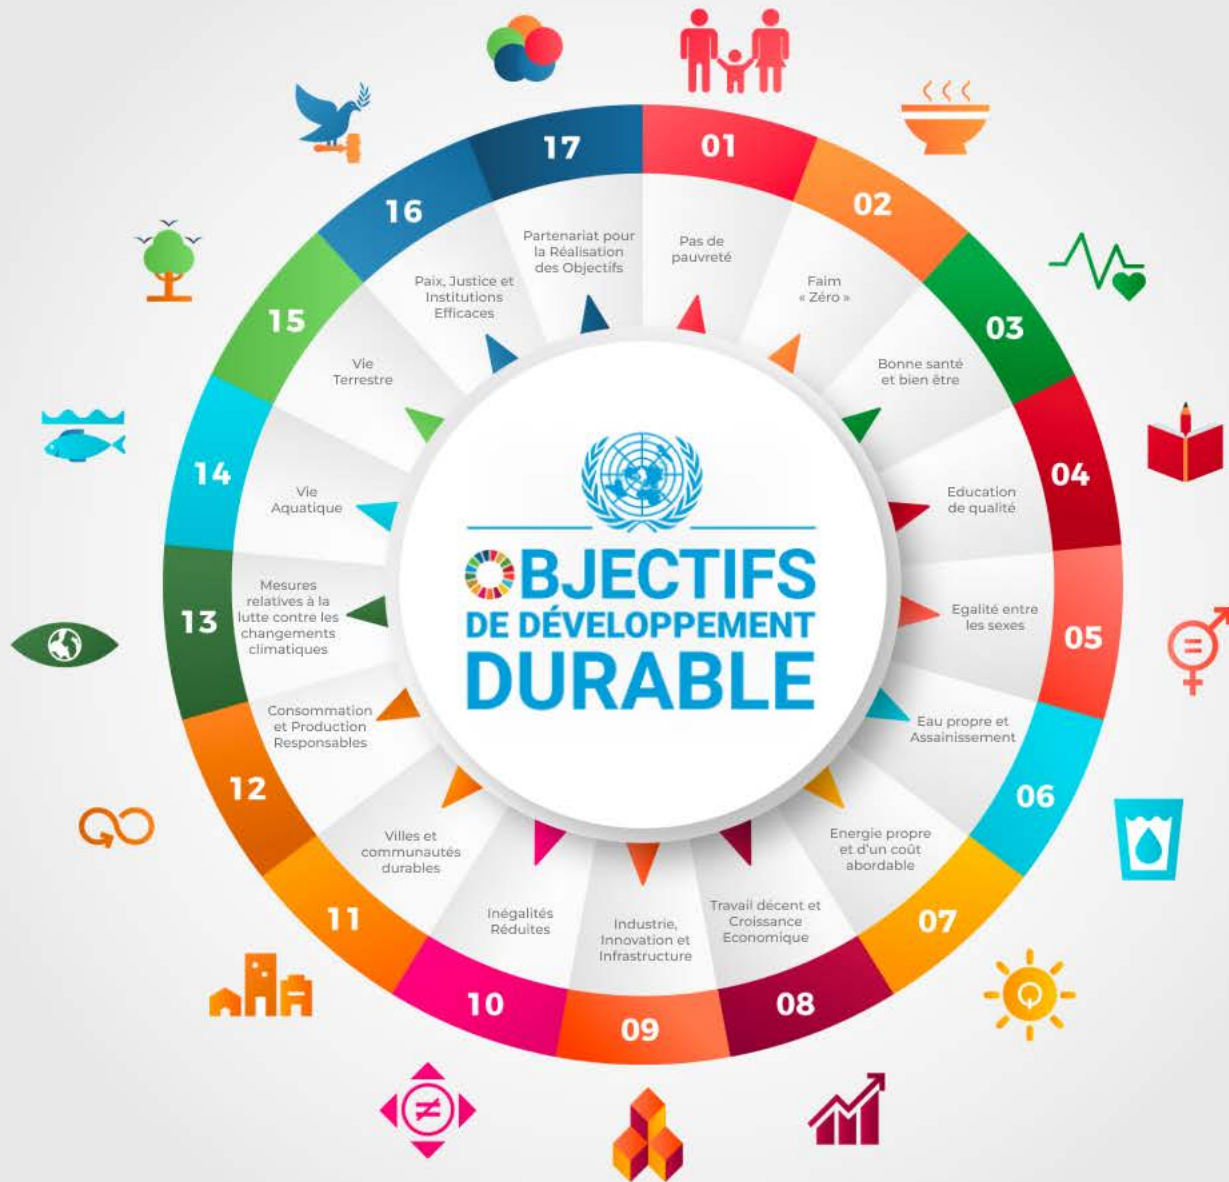 OBJECTIFS
DE DÉVELOPPEMENT
DURABLE
01
Pas de
pauvreté
02
Faim
« Zéro »
03
Bonne santé
et bien être
04
Education
de qualité
05
Egalité entre
les sexes
06
Eau propre et
Assainissement
07
Energie propre
et d'un coût
abordable
08
Travail décent et
Croissance
Economique
09
Industrie,
Innovation et
Infrastructure
10
Inégalités
Réduites
11
Villes et
communautés
durables
12
Consommation
et Production
Responsables
13
Mesures
relatives à la
lutte contre les
changements
climatiques
14
Vie
Aquatique
15
Vie
Terrestre
16
Paix, Justice et
Institutions
Efficaces
17
Partenariat pour
la Réalisation
des Objectifs